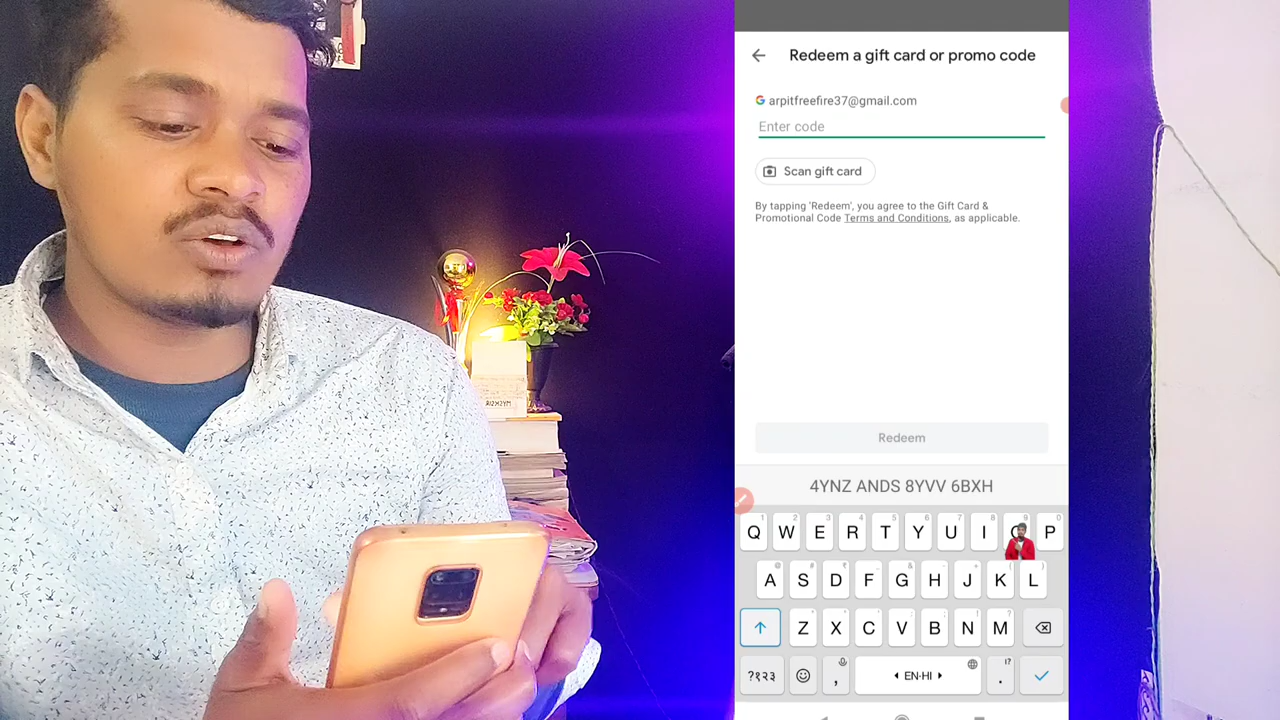 Redeem a gift card or promo code
arpitfreefire37@gmail.com
Enter code
Scan gift card
By tapping 'Redeem', you agree to the Gift Card &
Promotional Code Terms and Conditions, as applicable.
Redeem
4YNZ ANDS 8YVV 6BXH
Q W E R T Y U I O P
A S D F G H J K L
Z X C V B N M
?१२३ , EN·HI .